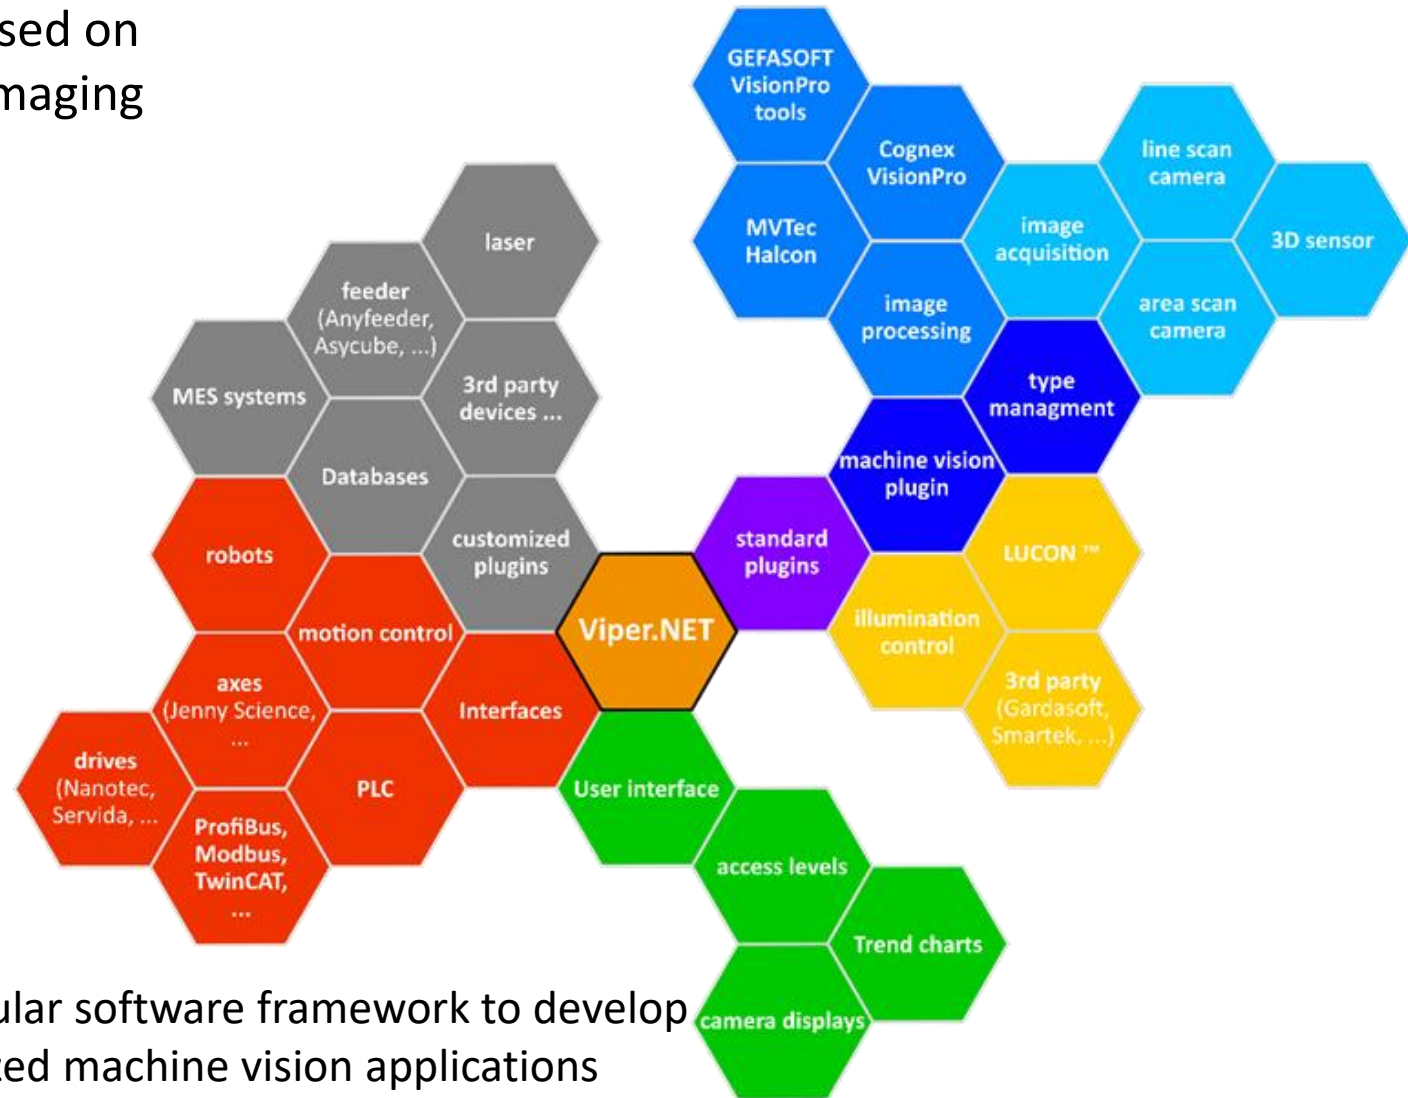 sed on
maging
GEFASOFT
VisionPro
tools
Cognex
VisionPro
line scan
camera
MVTec
Halcon
image
acquisition
3D sensor
laser
feeder
(Anyfeeder,
Asycube, ...)
image
processing
area scan
camera
MES systems
3rd party
devices ...
type
managment
Databases
machine vision
plugin
robots
customized
plugins
standard
plugins
LUCON ™
motion control
Viper.NET
illumination
control
axes
(Jenny Science,
...
Interfaces
3rd party
(Gardasoft,
Smartek, ...)
drives
(Nanotec,
Servida, ...
PLC
User interface
ProfiBus,
Modbus,
TwinCAT,
...
access levels
Trend charts
camera displays
ular software framework to develop
zed machine vision applications